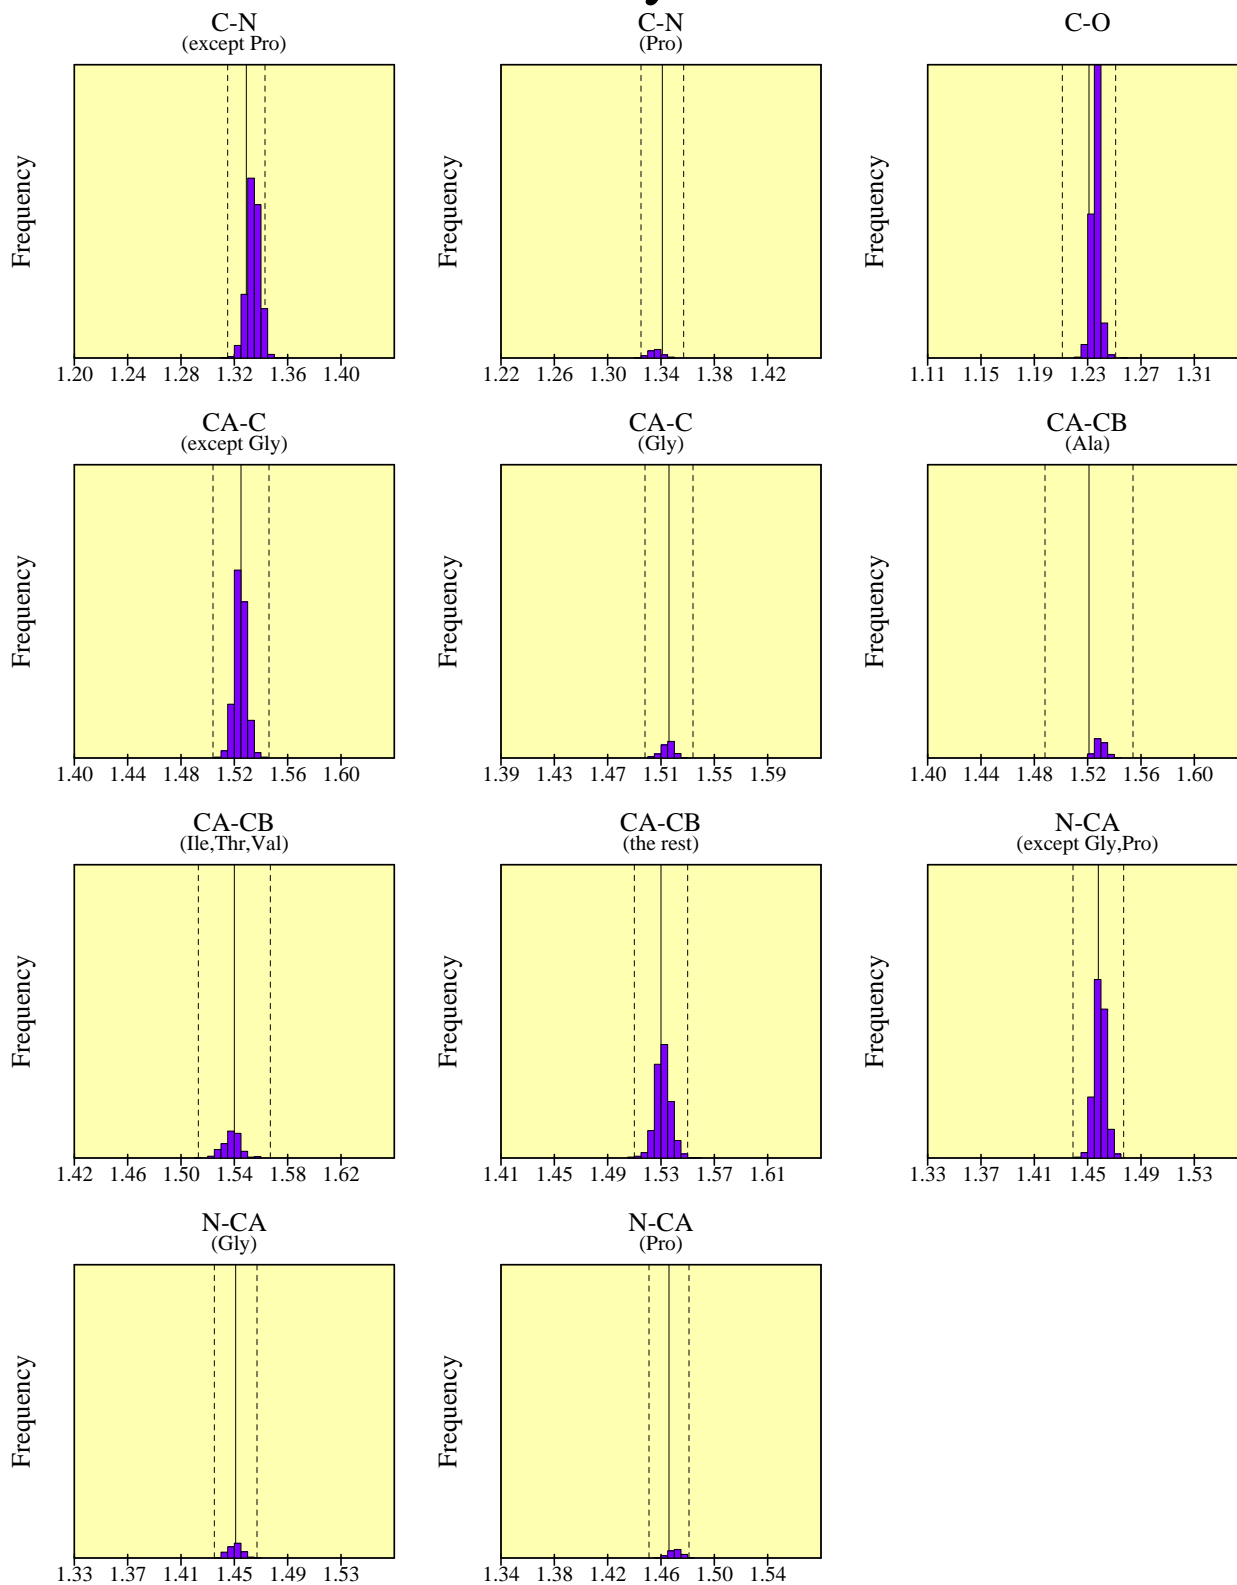 C-N
(except Pro)
C-N
(Pro)
C-O
Frequency
Frequency
Frequency
1.20 1.24 1.28 1.32 1.36 1.40
1.22 1.26 1.30 1.34 1.38 1.42
1.11 1.15 1.19 1.23 1.27 1.31
CA-C
(except Gly)
CA-C
(Gly)
CA-CB
(Ala)
Frequency
Frequency
Frequency
1.40 1.44 1.48 1.52 1.56 1.60
1.39 1.43 1.47 1.51 1.55 1.59
1.40 1.44 1.48 1.52 1.56 1.60
CA-CB
(Ile,Thr,Val)
CA-CB
(the rest)
N-CA
(except Gly,Pro)
Frequency
Frequency
Frequency
1.42 1.46 1.50 1.54 1.58 1.62
1.41 1.45 1.49 1.53 1.57 1.61
1.33 1.37 1.41 1.45 1.49 1.53
N-CA
(Gly)
N-CA
(Pro)
Frequency
Frequency
1.33 1.37 1.41 1.45 1.49 1.53
1.34 1.38 1.42 1.46 1.50 1.54